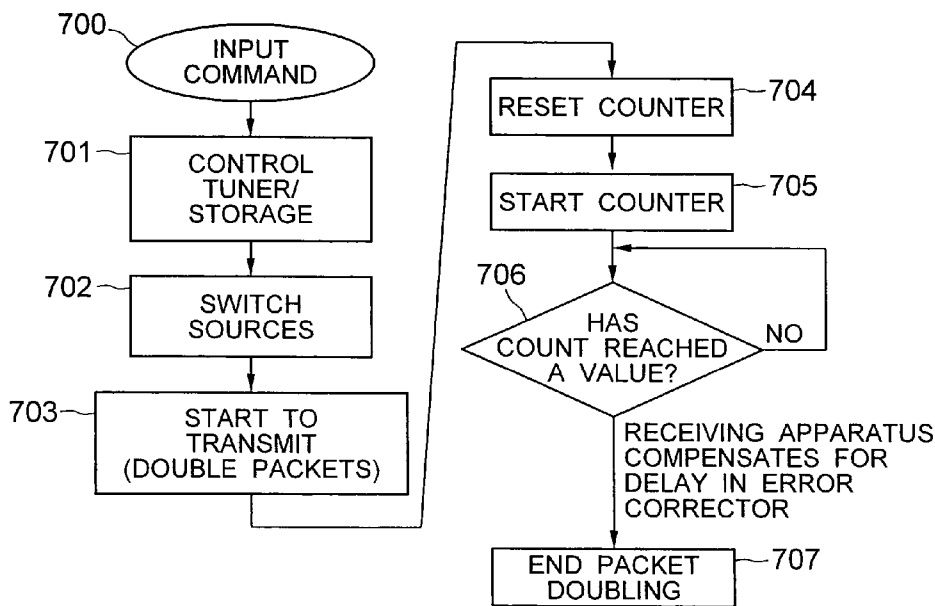 700
INPUT
COMMAND
701
CONTROL
TUNER/
STORAGE
702
SWITCH
SOURCES
703
START TO
TRANSMIT
(DOUBLE PACKETS)
704
RESET COUNTER
705
START COUNTER
706
HAS
COUNT REACHED
A VALUE?
NO
RECEIVING APPARATUS
COMPENSATES FOR
DELAY IN ERROR
CORRECTOR
707
END PACKET
DOUBLING